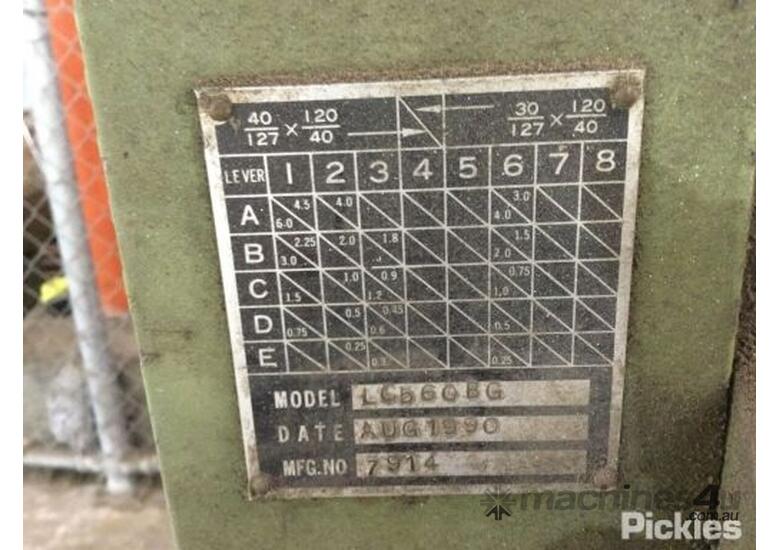 40/127 × 120/40 30/127 × 120/40
LEVER 1 2 3 4 5 6 7 8
A 4.5 6.0 4.0 3.0 4.0
B 2.25 3.0 2.0 1.8 1.5 2.0
C 1.5 1.0 0.9 1.2 0.75 1.0
D 0.75 0.5 0.45 0.6 0.5
E 0.25 0.25
MODEL LC560BG
DATE AUG1990
MFG.NO 7914
machines4u
.com.au
Pickles